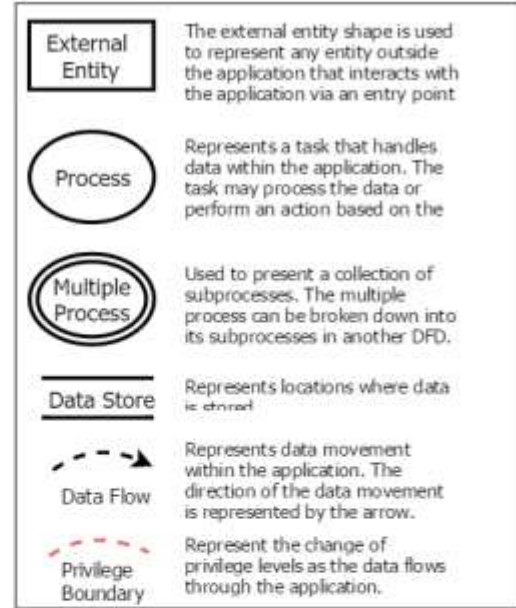 External
Entity
The external entity shape is used
to represent any entity outside
the application that interacts with
the application via an entry point
Process
Represents a task that handles
data within the application. The
task may process the data or
perform an action based on the
Multiple
Process
Used to present a collection of
subprocesses. The multiple
process can be broken down into
its subprocesses in another DFD.
Data Store
Represents locations where data
is stored
Data Flow
Represents data movement
within the application. The
direction of the data movement
is represented by the arrow.
Privilege
Boundary
Represent the change of
privilege levels as the data flows
through the application.